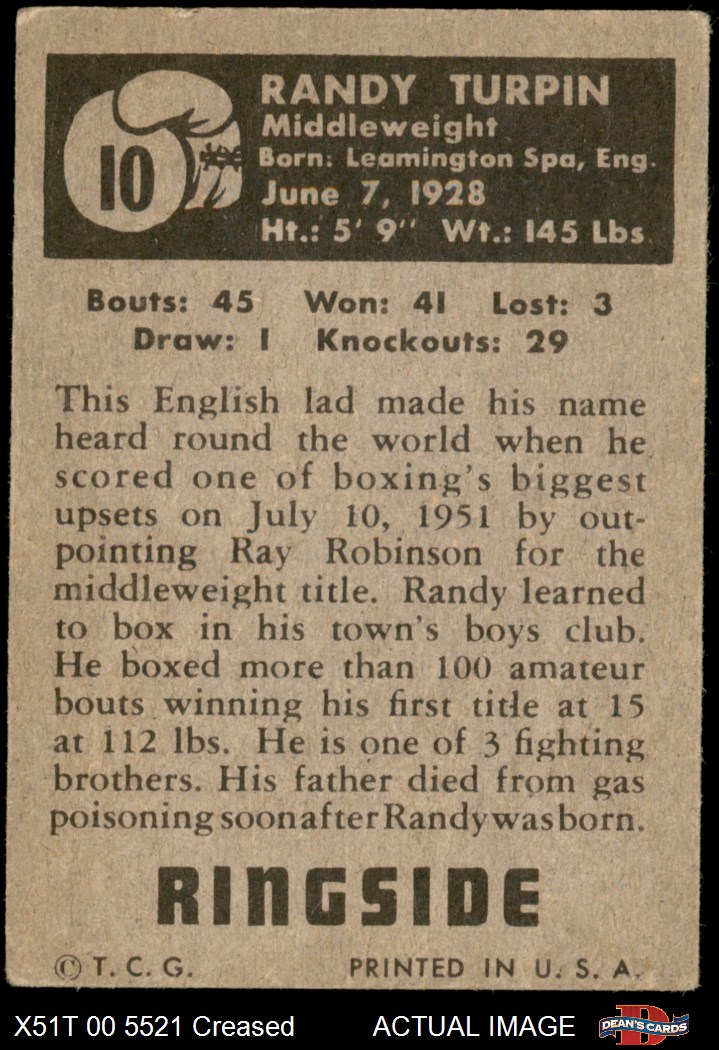 10
RANDY TURPIN
Middleweight
Born: Leamington Spa, Eng.
June 7, 1928
Ht.: 5' 9" Wt.: 145 Lbs.
Bouts: 45 Won: 41 Lost: 3
Draw: 1 Knockouts: 29
This English lad made his name
heard round the world when he
scored one of boxing's biggest
upsets on July 10, 1951 by out-
pointing Ray Robinson for the
middleweight title. Randy learned
to box in his town's boys club.
He boxed more than 100 amateur
bouts winning his first title at 15
at 112 lbs. He is one of 3 fighting
brothers. His father died from gas
poisoning soon after Randy was born.
RINGSIDE
© T. C. G. PRINTED IN U. S. A.
X51T 00 5521 Creased ACTUAL IMAGE DEAN'S CARDS